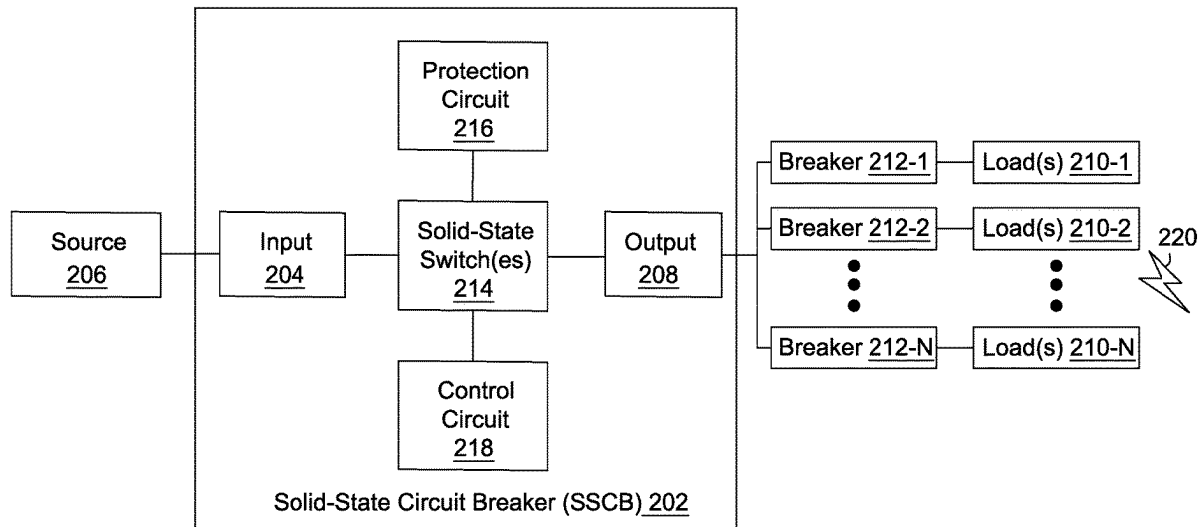 Protection
Circuit
216
Breaker 212-1
Load(s) 210-1
Source
206
Input
204
Solid-State
Switch(es)
214
Output
208
Breaker 212-2
Load(s) 210-2
220
Breaker 212-N
Load(s) 210-N
Control
Circuit
218
Solid-State Circuit Breaker (SSCB) 202